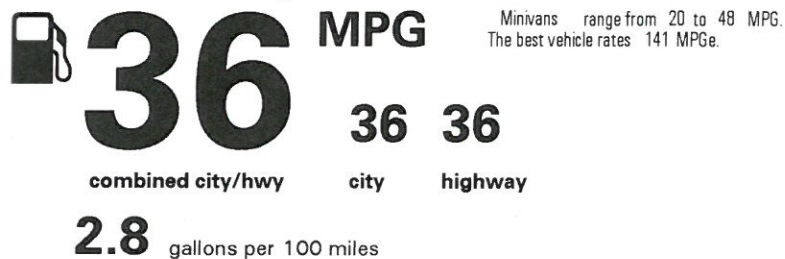 36 MPG
Minivans range from 20 to 48 MPG.
The best vehicle rates 141 MPGe.
36 36
combined city/hwy city highway
2.8 gallons per 100 miles